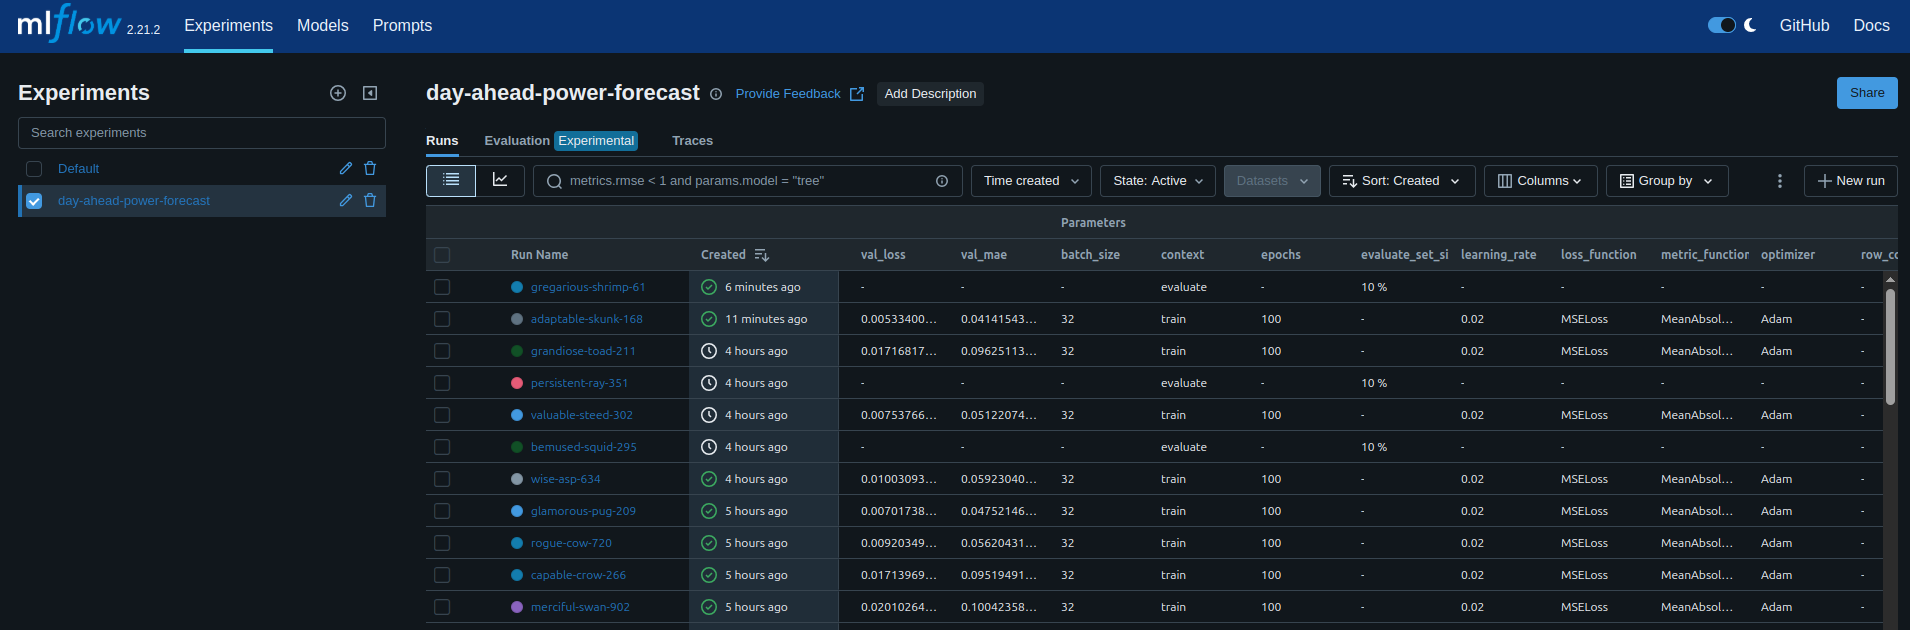 mlflow 2.21.2 Experiments Models Prompts GitHub Docs
Experiments
Search experiments
Default
day-ahead-power-forecast
day-ahead-power-forecast Provide Feedback Add Description Share
Runs Evaluation Experimental Traces
metrics.rmse < 1 and params.model = "tree" Time created State: Active Datasets Sort: Created Columns Group by New run
Parameters
Run Name Created val_loss val_mae batch_size context epochs evaluate_set_si learning_rate loss_function metric_function optimizer row_co
gregarious-shrimp-61 6 minutes ago - - - evaluate - 10 % - - - - -
adaptable-skunk-168 11 minutes ago 0.00533400... 0.04141543... 32 train 100 - 0.02 MSELoss MeanAbsol... Adam -
grandiose-toad-211 4 hours ago 0.01716817... 0.09625113... 32 train 100 - 0.02 MSELoss MeanAbsol... Adam -
persistent-ray-351 4 hours ago - - - evaluate - 10 % - - - - -
valuable-steed-302 4 hours ago 0.00753766... 0.05122074... 32 train 100 - 0.02 MSELoss MeanAbsol... Adam -
bemused-squid-295 4 hours ago - - - evaluate - 10 % - - - - -
wise-asp-634 4 hours ago 0.01003093... 0.05923040... 32 train 100 - 0.02 MSELoss MeanAbsol... Adam -
glamorous-pug-209 5 hours ago 0.00701738... 0.04752146... 32 train 100 - 0.02 MSELoss MeanAbsol... Adam -
rogue-cow-720 5 hours ago 0.00920349... 0.05620431... 32 train 100 - 0.02 MSELoss MeanAbsol... Adam -
capable-crow-266 5 hours ago 0.01713969... 0.09519491... 32 train 100 - 0.02 MSELoss MeanAbsol... Adam -
merciful-swan-902 5 hours ago 0.02010264... 0.10042358... 32 train 100 - 0.02 MSELoss MeanAbsol... Adam -